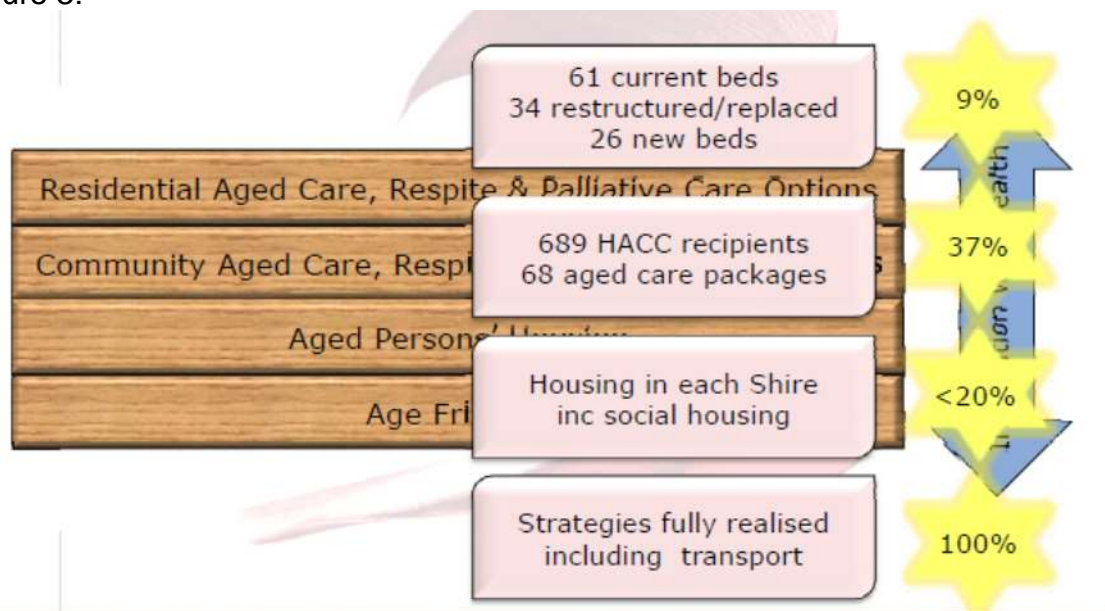 61 current beds
34 restructured/replaced
26 new beds
9%
Residential Aged Care, Respite & Palliative Care Options
689 HACC recipients
68 aged care packages
37%
Community Aged Care,
Aged Persons'
Housing in each Shire
inc social housing
<20%
Age
Strategies fully realised
including transport
100%